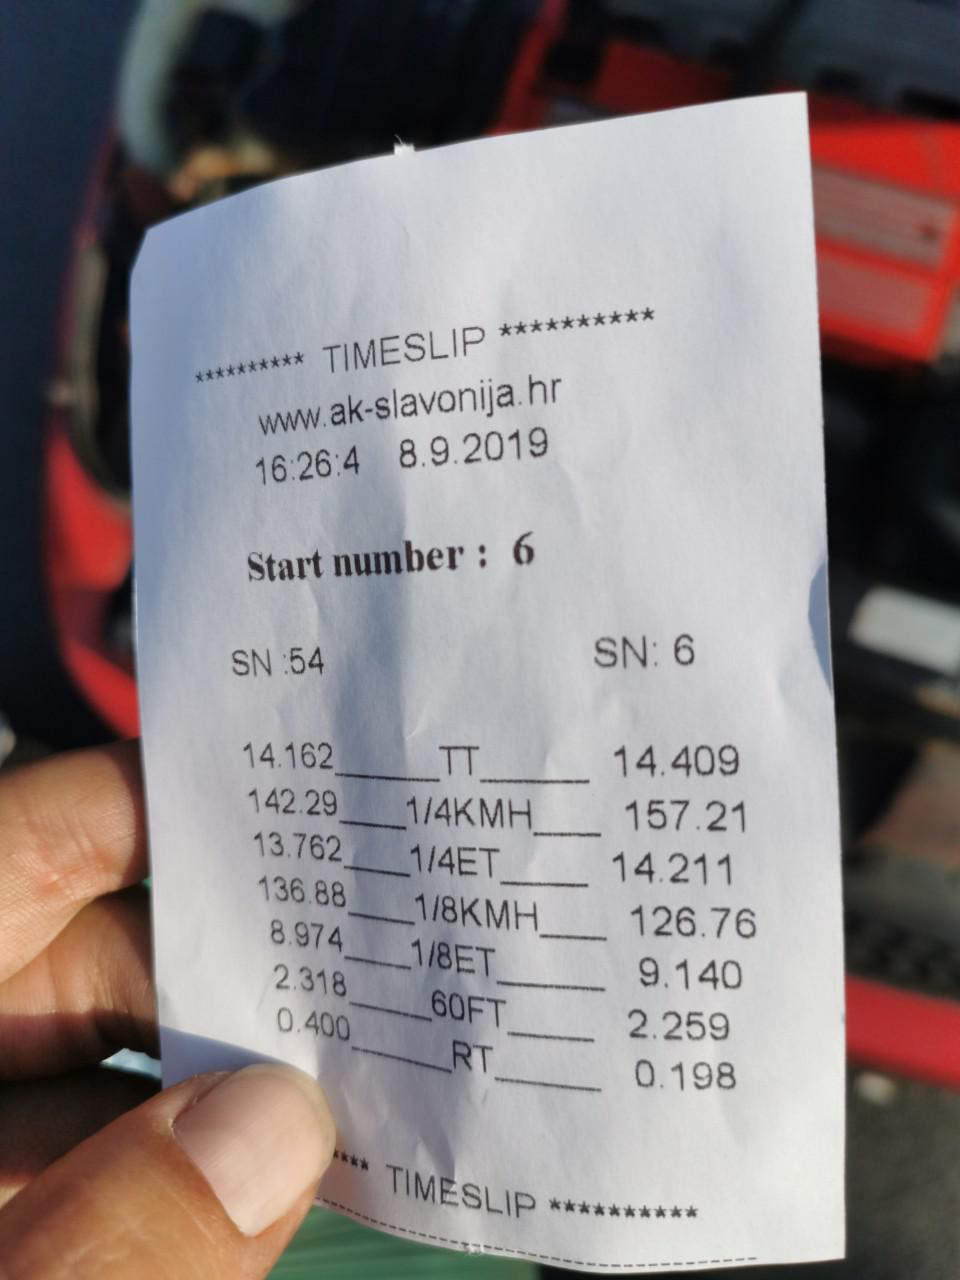 ********** TIMESLIP **********
www.ak-slavonija.hr
16:26:4 8.9.2019
Start number : 6
SN :54 SN: 6
14.162______TT______ 14.409
142.29____1/4KMH____ 157.21
13.762____1/4ET_____ 14.211
136.88____1/8KMH____ 126.76
8.974____1/8ET______ 9.140
2.318_____60FT_____ 2.259
0.400______RT______ 0.198
**** TIMESLIP **********